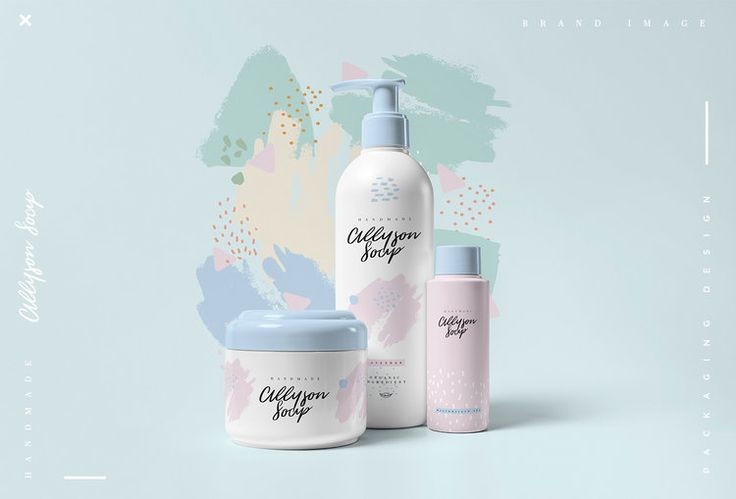 BRAND IMAGE
HANDMADE
Allyson
Soap
ORGANIC
INGREDIENT
HANDMADE
Allyson
Soap
HANDMADE
Allyson
Soap
HANDMADE Allyson Soap
PACKAGING DESIGN